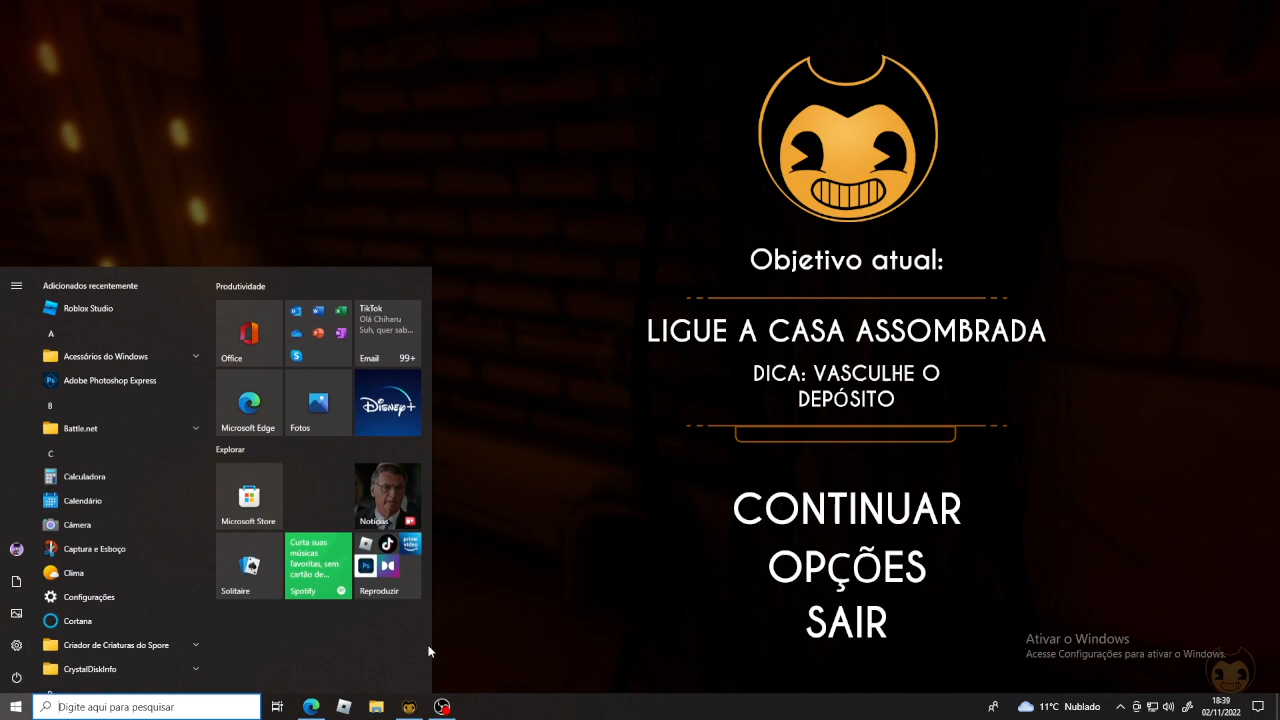 Objetivo atual:
LIGUE A CASA ASSOMBRADA
DICA: VASCULHE O
DEPÓSITO
CONTINUAR
OPÇÕES
SAIR
Adicionados recentemente
Roblox Studio
A
Acessórios do Windows
Adobe Photoshop Express
B
Battle.net
C
Calculadora
Calendário
Câmera
Captura e Esboço
Clima
Configurações
Cortana
Criador de Criaturas do Spore
CrystalDiskInfo
Produtividade
Office
TikTok
Olá Chiharu
Suh, quer sab...
Email 99+
Microsoft Edge
Fotos
Disney+
Explorar
Microsoft Store
Notícias
Solitaire
Curta suas
músicas
favoritas, sem
cartão de...
Spotify
prime video
Ps
Reproduzir
Ativar o Windows
Acesse Configurações para ativar o Windows.
Digite aqui para pesquisar
11°C Nublado
18:39
02/11/2022